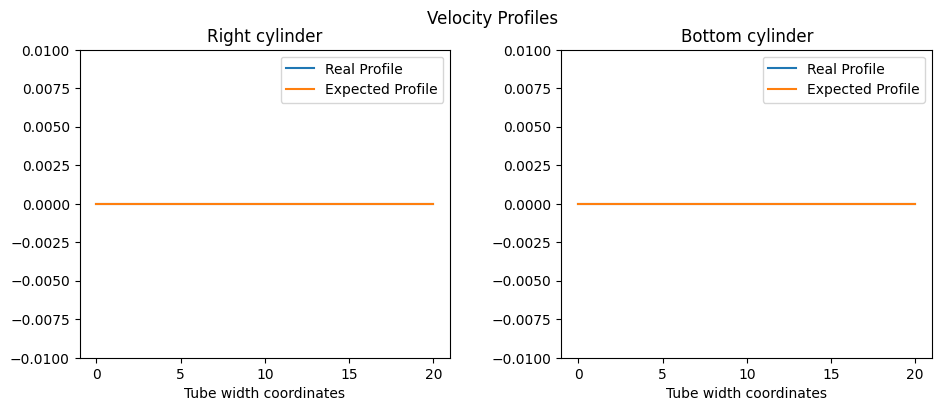 Velocity Profiles
Right cylinder
0.0100
0.0075
0.0050
0.0025
0.0000
−0.0025
−0.0050
−0.0075
−0.0100
Real Profile
Expected Profile
0 5 10 15 20
Tube width coordinates
Bottom cylinder
0.0100
0.0075
0.0050
0.0025
0.0000
−0.0025
−0.0050
−0.0075
−0.0100
Real Profile
Expected Profile
0 5 10 15 20
Tube width coordinates